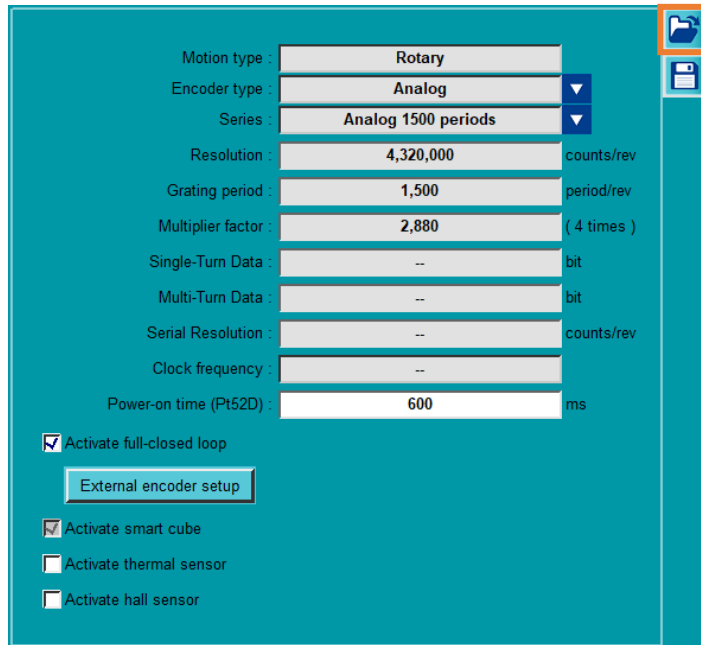 Motion type : Rotary
Encoder type : Analog
Series : Analog 1500 periods
Resolution : 4,320,000 counts/rev
Grating period : 1,500 period/rev
Multiplier factor : 2,880 ( 4 times )
Single-Turn Data : -- bit
Multi-Turn Data : -- bit
Serial Resolution : -- counts/rev
Clock frequency : --
Power-on time (Pt52D) : 600 ms
Activate full-closed loop
External encoder setup
Activate smart cube
Activate thermal sensor
Activate hall sensor